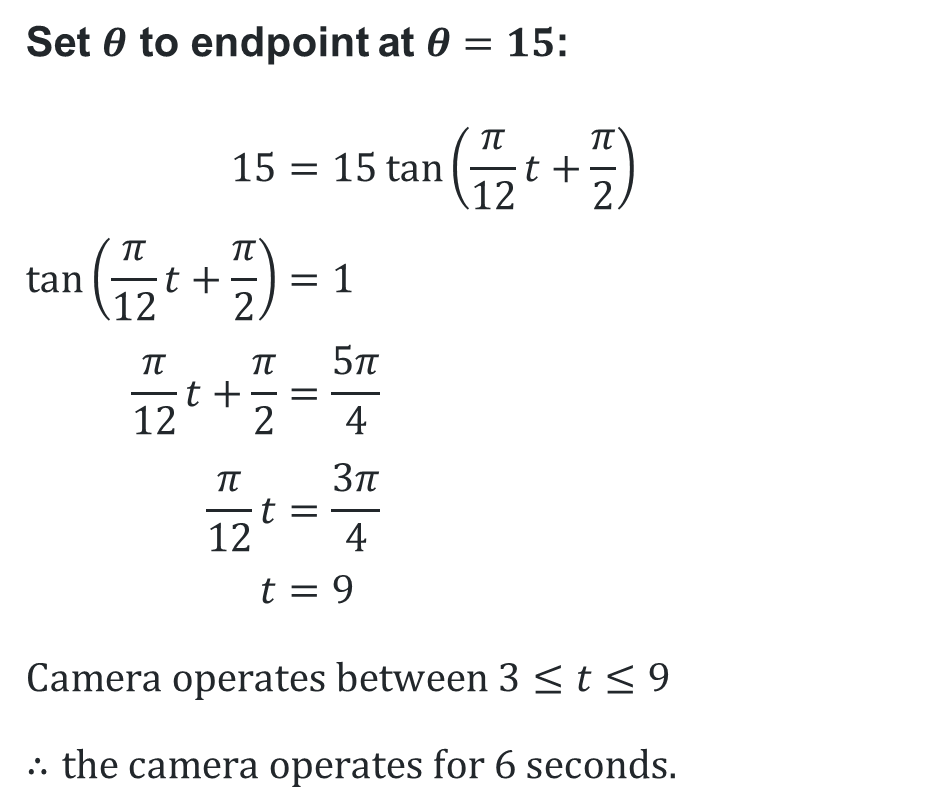 Set θ to endpoint at θ = 15:
15 = 15 tan(π/12 t + π/2)
tan(π/12 t + π/2) = 1
π/12 t + π/2 = 5π/4
π/12 t = 3π/4
t = 9
Camera operates between 3 ≤ t ≤ 9
∴ the camera operates for 6 seconds.